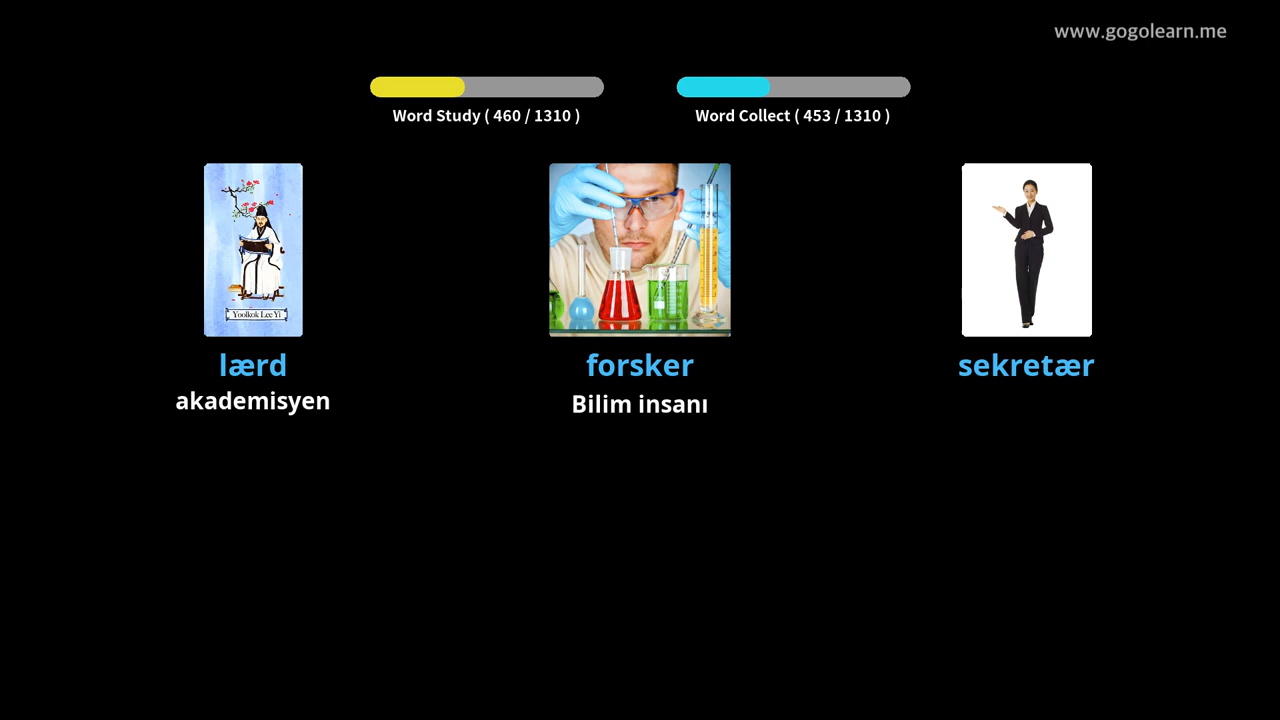 www.gogolearn.me
Word Study ( 460 / 1310 )
Word Collect ( 453 / 1310 )
Yoolkok Lee Yi
lærd
forsker
sekretær
akademisyen
Bilim insanı